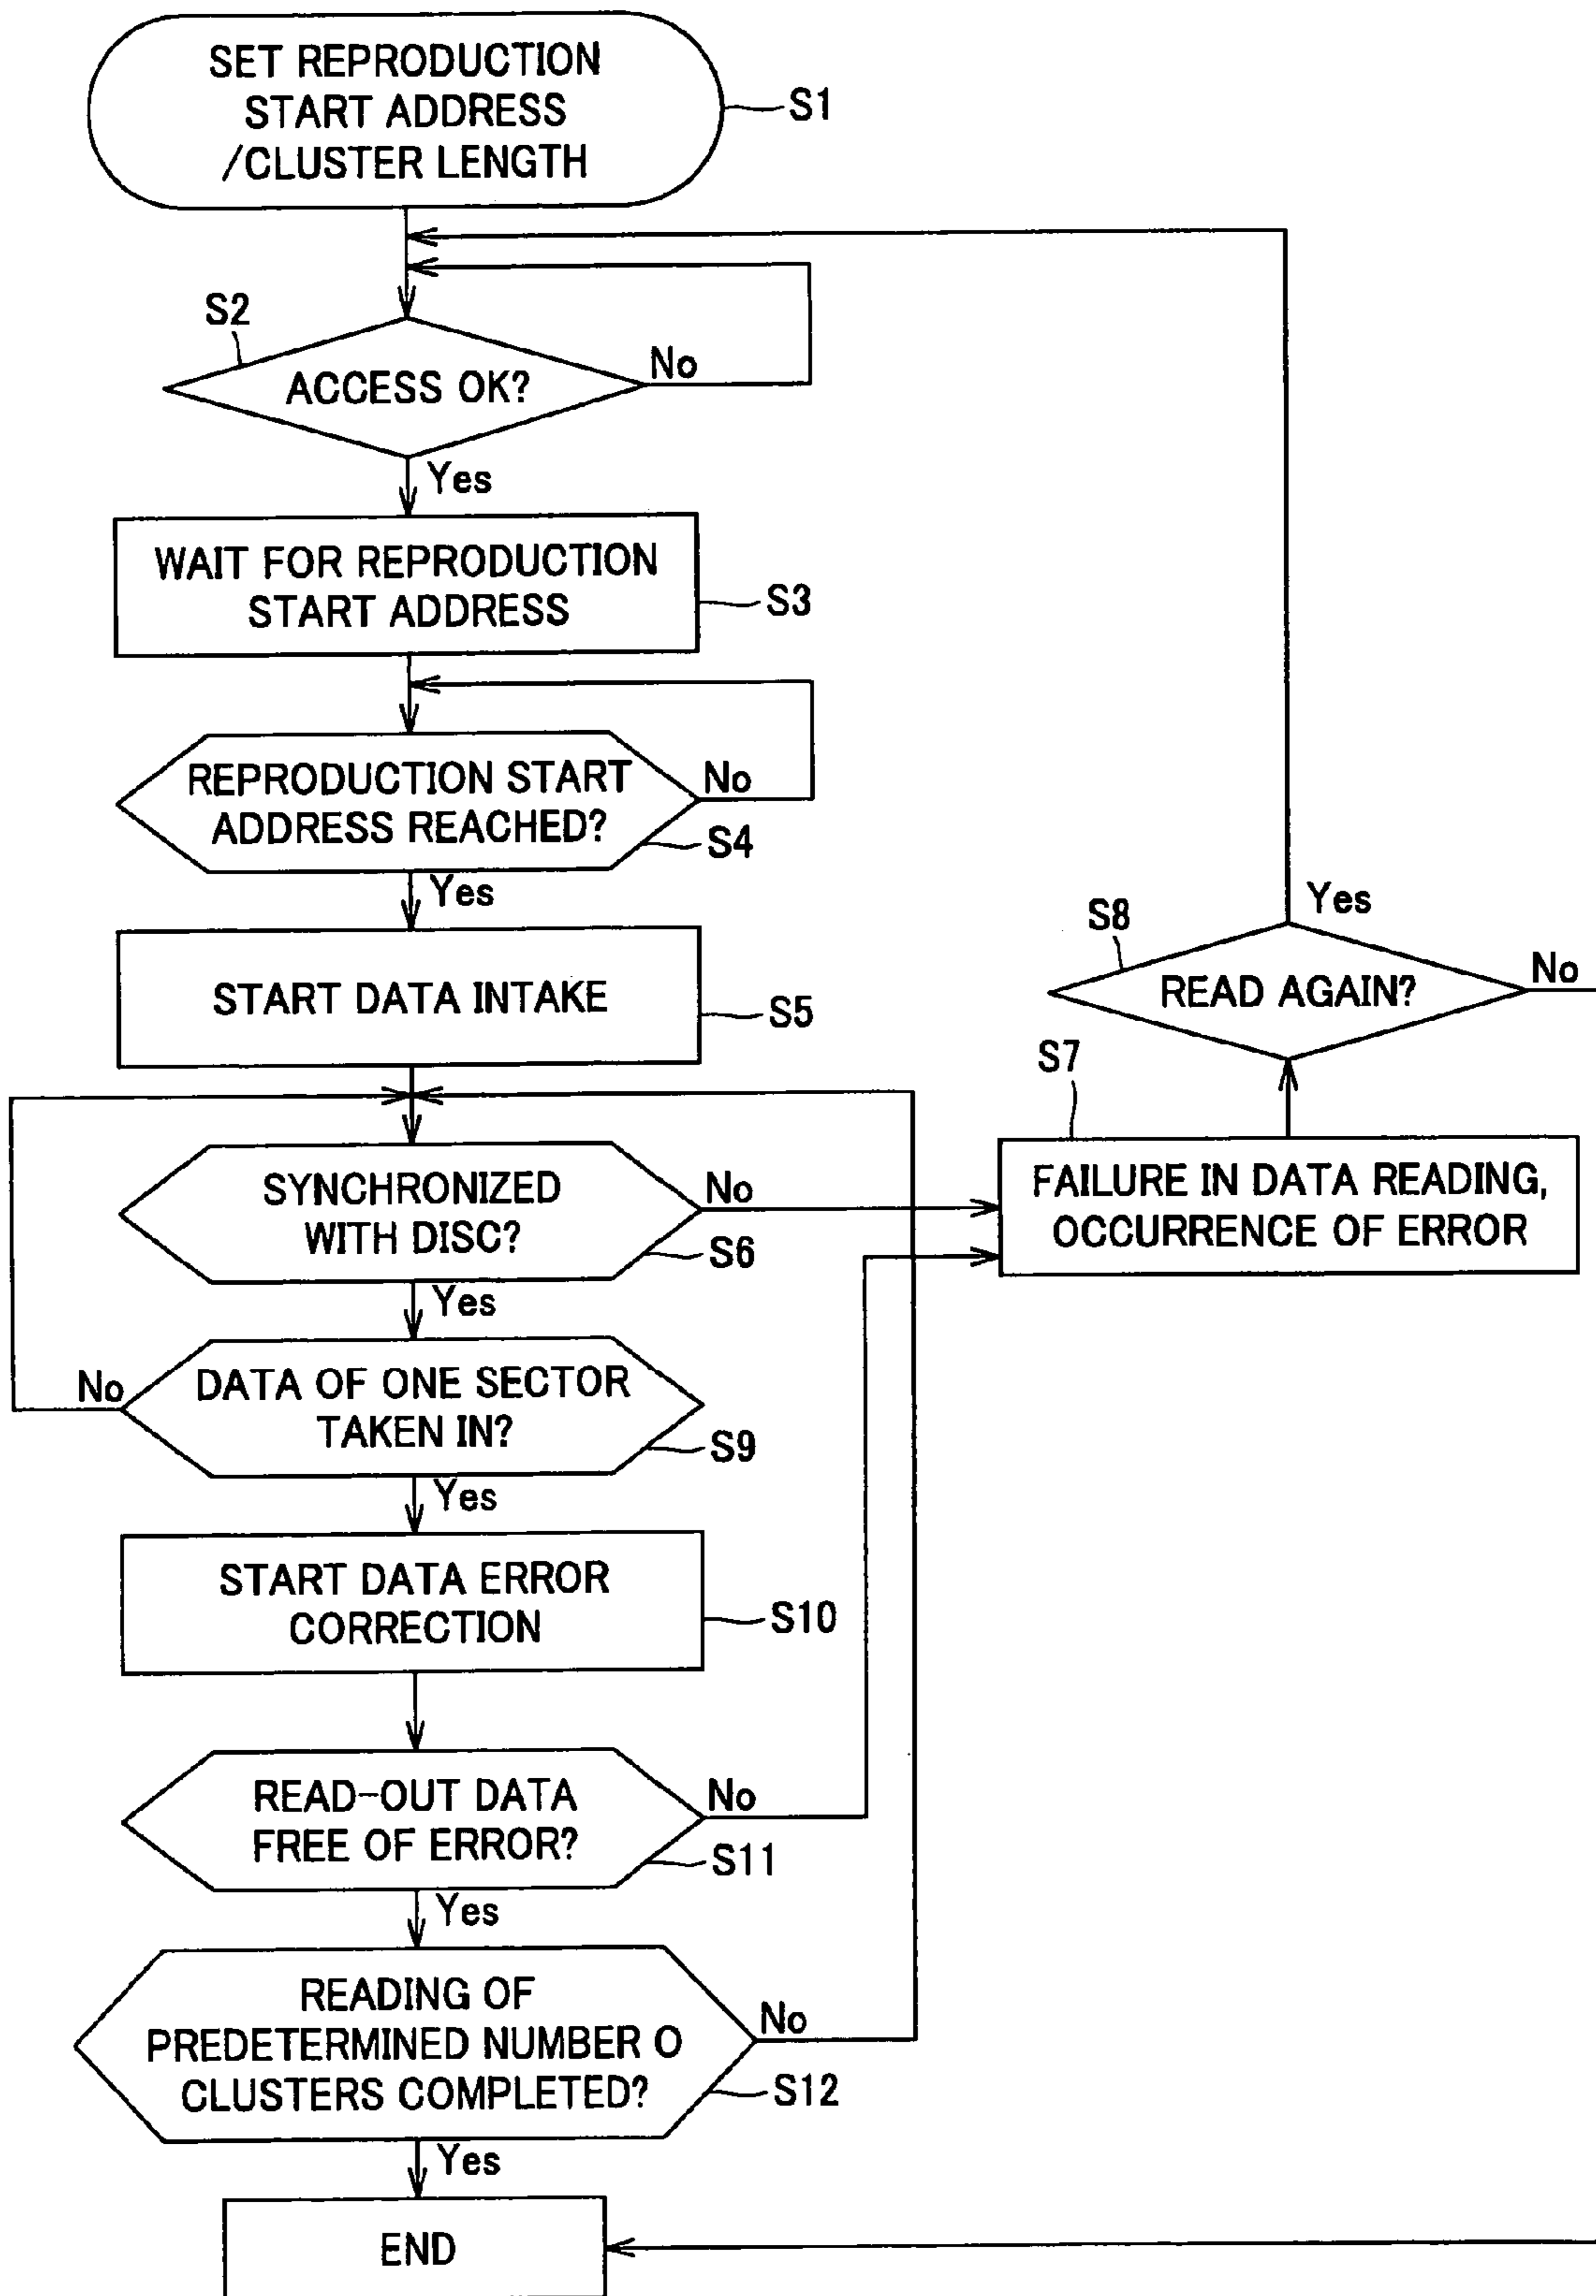 SET REPRODUCTION
START ADDRESS
/CLUSTER LENGTH
S1
S2
ACCESS OK?
No
Yes
WAIT FOR REPRODUCTION
START ADDRESS
S3
REPRODUCTION START
ADDRESS REACHED?
No
S4
Yes
START DATA INTAKE
S5
SYNCHRONIZED
WITH DISC?
No
S6
Yes
S7
FAILURE IN DATA READING,
OCCURRENCE OF ERROR
S8
READ AGAIN?
Yes
No
DATA OF ONE SECTOR
TAKEN IN?
No
S9
Yes
START DATA ERROR
CORRECTION
S10
READ-OUT DATA
FREE OF ERROR?
No
S11
Yes
READING OF
PREDETERMINED NUMBER O
CLUSTERS COMPLETED?
No
S12
Yes
END